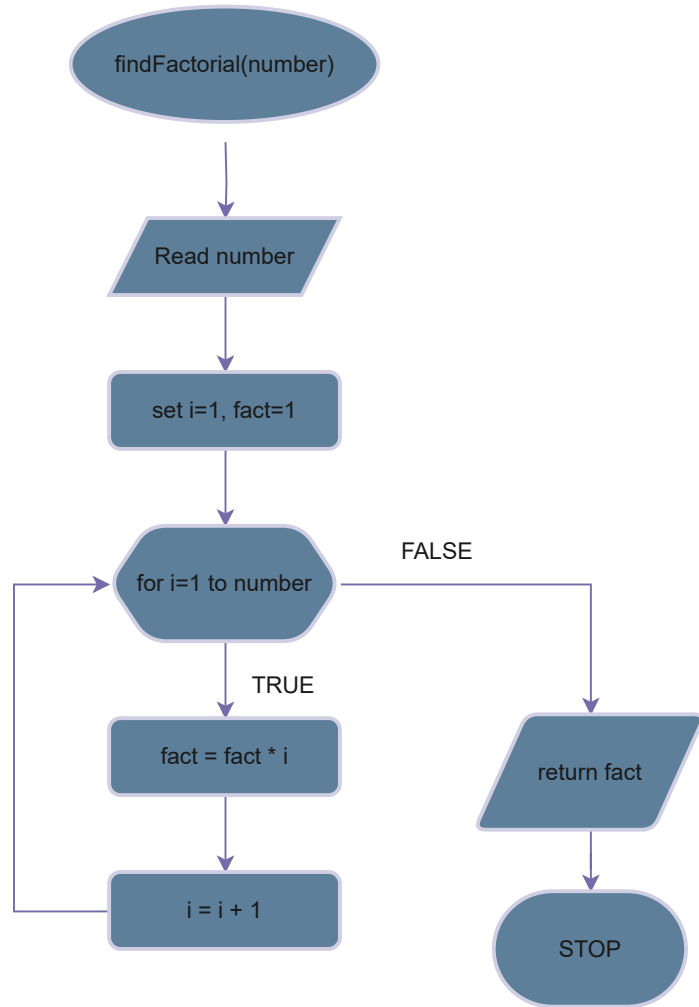 findFactorial(number)
Read number
set i=1, fact=1
for i=1 to number
FALSE
TRUE
fact = fact * i
return fact
i = i + 1
STOP